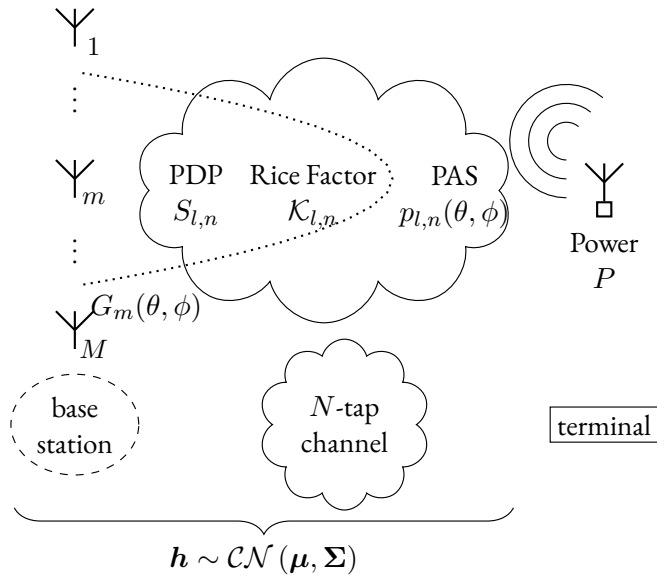 1
⋮
m
⋮
M
G_m(θ, ϕ)
PDP
S_{l,n}
Rice Factor
𝒦_{l,n}
PAS
p_{l,n}(θ, ϕ)
Power
P
base
station
N-tap
channel
terminal
h ∼ 𝒞𝒩 (μ, Σ)